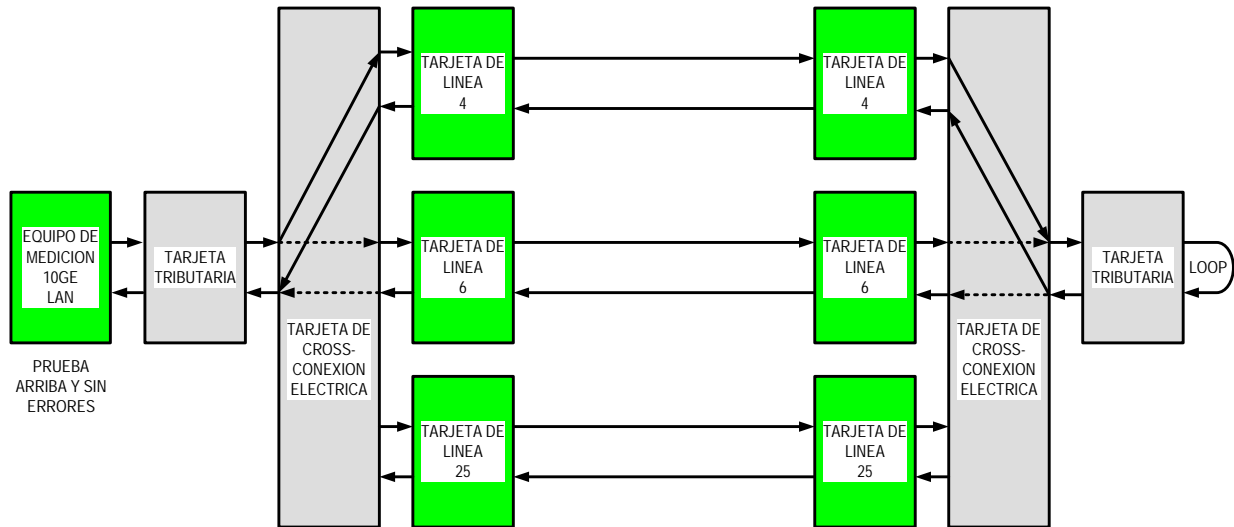 TARJETA DE
LINEA
4
TARJETA DE
LINEA
4
EQUIPO DE
MEDICION
10GE
LAN
TARJETA
TRIBUTARIA
TARJETA DE
LINEA
6
TARJETA DE
LINEA
6
TARJETA
TRIBUTARIA
LOOP
TARJETA DE
CROSS-
CONEXION
ELECTRICA
TARJETA DE
CROSS-
CONEXION
ELECTRICA
PRUEBA
ARRIBA Y SIN
ERRORES
TARJETA DE
LINEA
25
TARJETA DE
LINEA
25